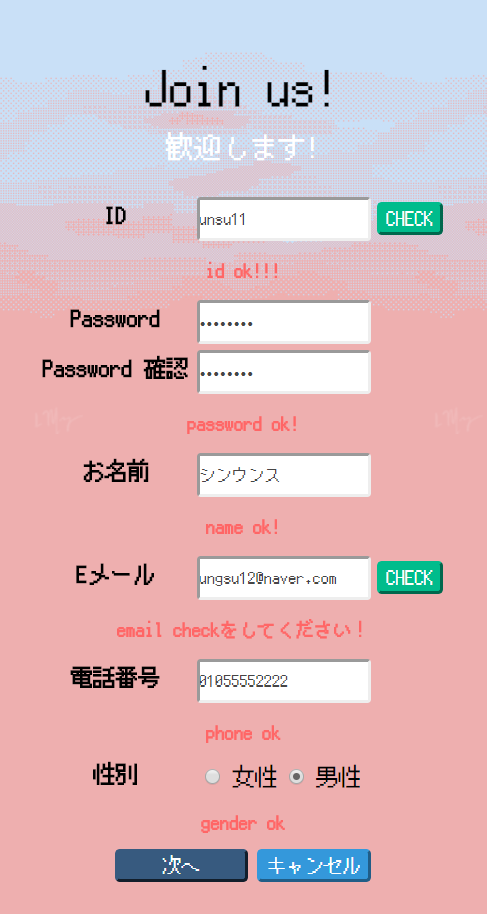 Join us!
歓迎します!
ID unsu11 CHECK
id ok!!!
Password ••••••••
Password 確認 ••••••••
password ok!
お名前 シンウンス
name ok!
Eメール ungsu12@naver.com CHECK
email checkをしてください！
電話番号 01055552222
phone ok
性別 女性 男性
gender ok
次へ キャンセル